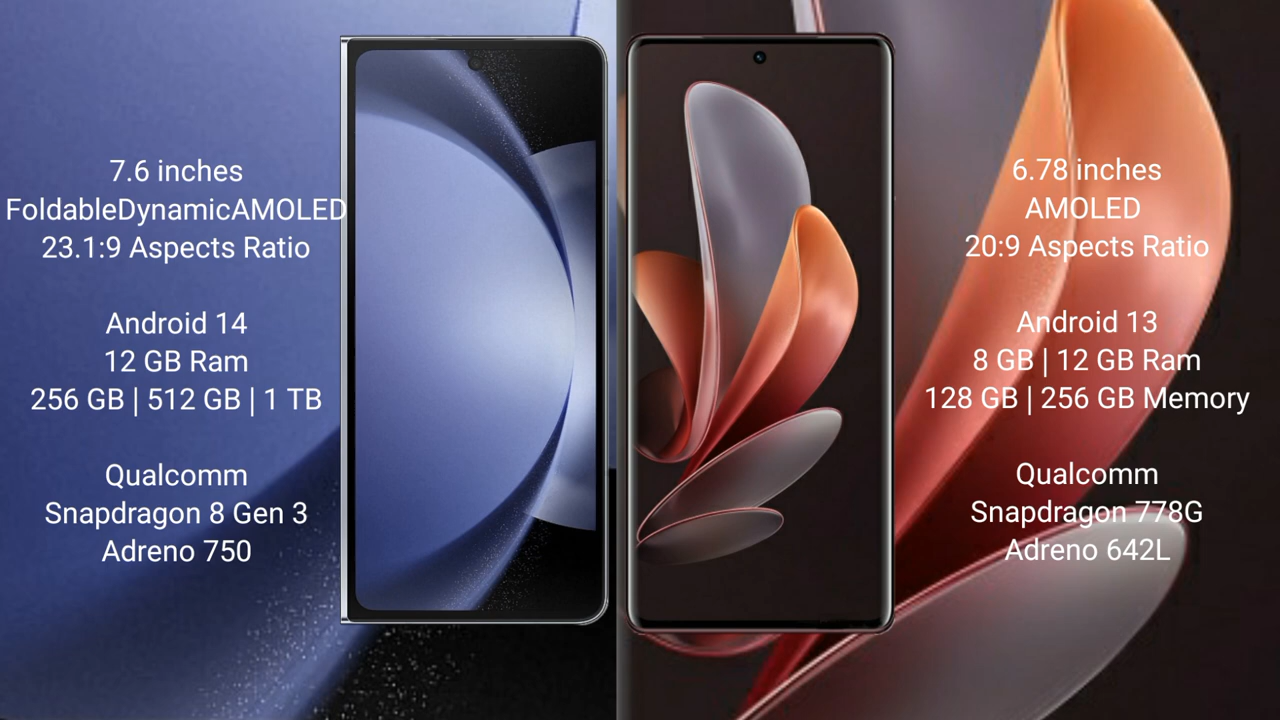 7.6 inches
FoldableDynamicAMOLED
23.1:9 Aspects Ratio
Android 14
12 GB Ram
256 GB | 512 GB | 1 TB
Qualcomm
Snapdragon 8 Gen 3
Adreno 750
6.78 inches
AMOLED
20:9 Aspects Ratio
Android 13
8 GB | 12 GB Ram
128 GB | 256 GB Memory
Qualcomm
Snapdragon 778G
Adreno 642L